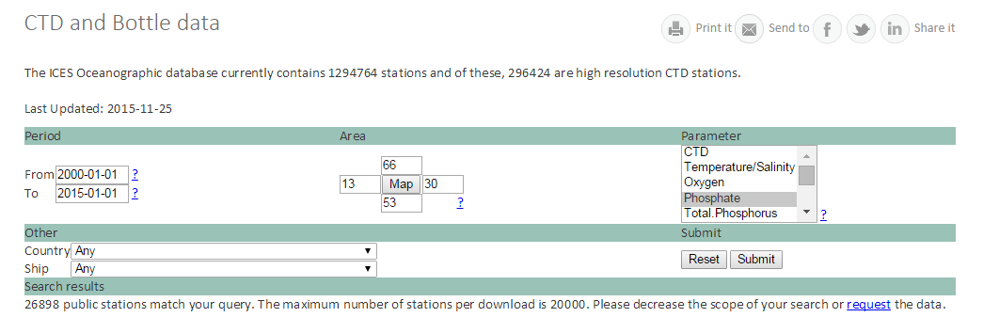 CTD and Bottle data
Print it Send to Share it
The ICES Oceanographic database currently contains 1294764 stations and of these, 296424 are high resolution CTD stations.
Last Updated: 2015-11-25
Period Area Parameter
CTD
66 Temperature/Salinity
From 2000-01-01 ? 13 Map 30 Oxygen
To 2015-01-01 ? 53 ? Phosphate
Total.Phosphorus ?
Other Submit
Country Any
Reset Submit
Ship Any
Search results
26898 public stations match your query. The maximum number of stations per download is 20000. Please decrease the scope of your search or request the data.